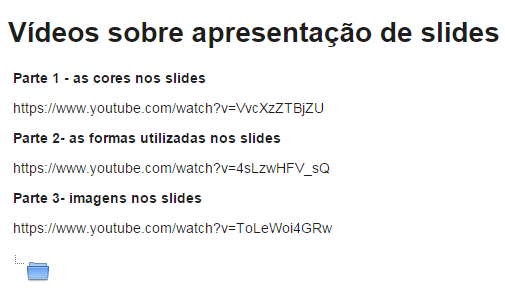 Vídeos sobre apresentação de slides
Parte 1 - as cores nos slides
https://www.youtube.com/watch?v=VvcXzZTBjZU
Parte 2- as formas utilizadas nos slides
https://www.youtube.com/watch?v=4sLzwHFV_sQ
Parte 3- imagens nos slides
https://www.youtube.com/watch?v=ToLeWoi4GRw